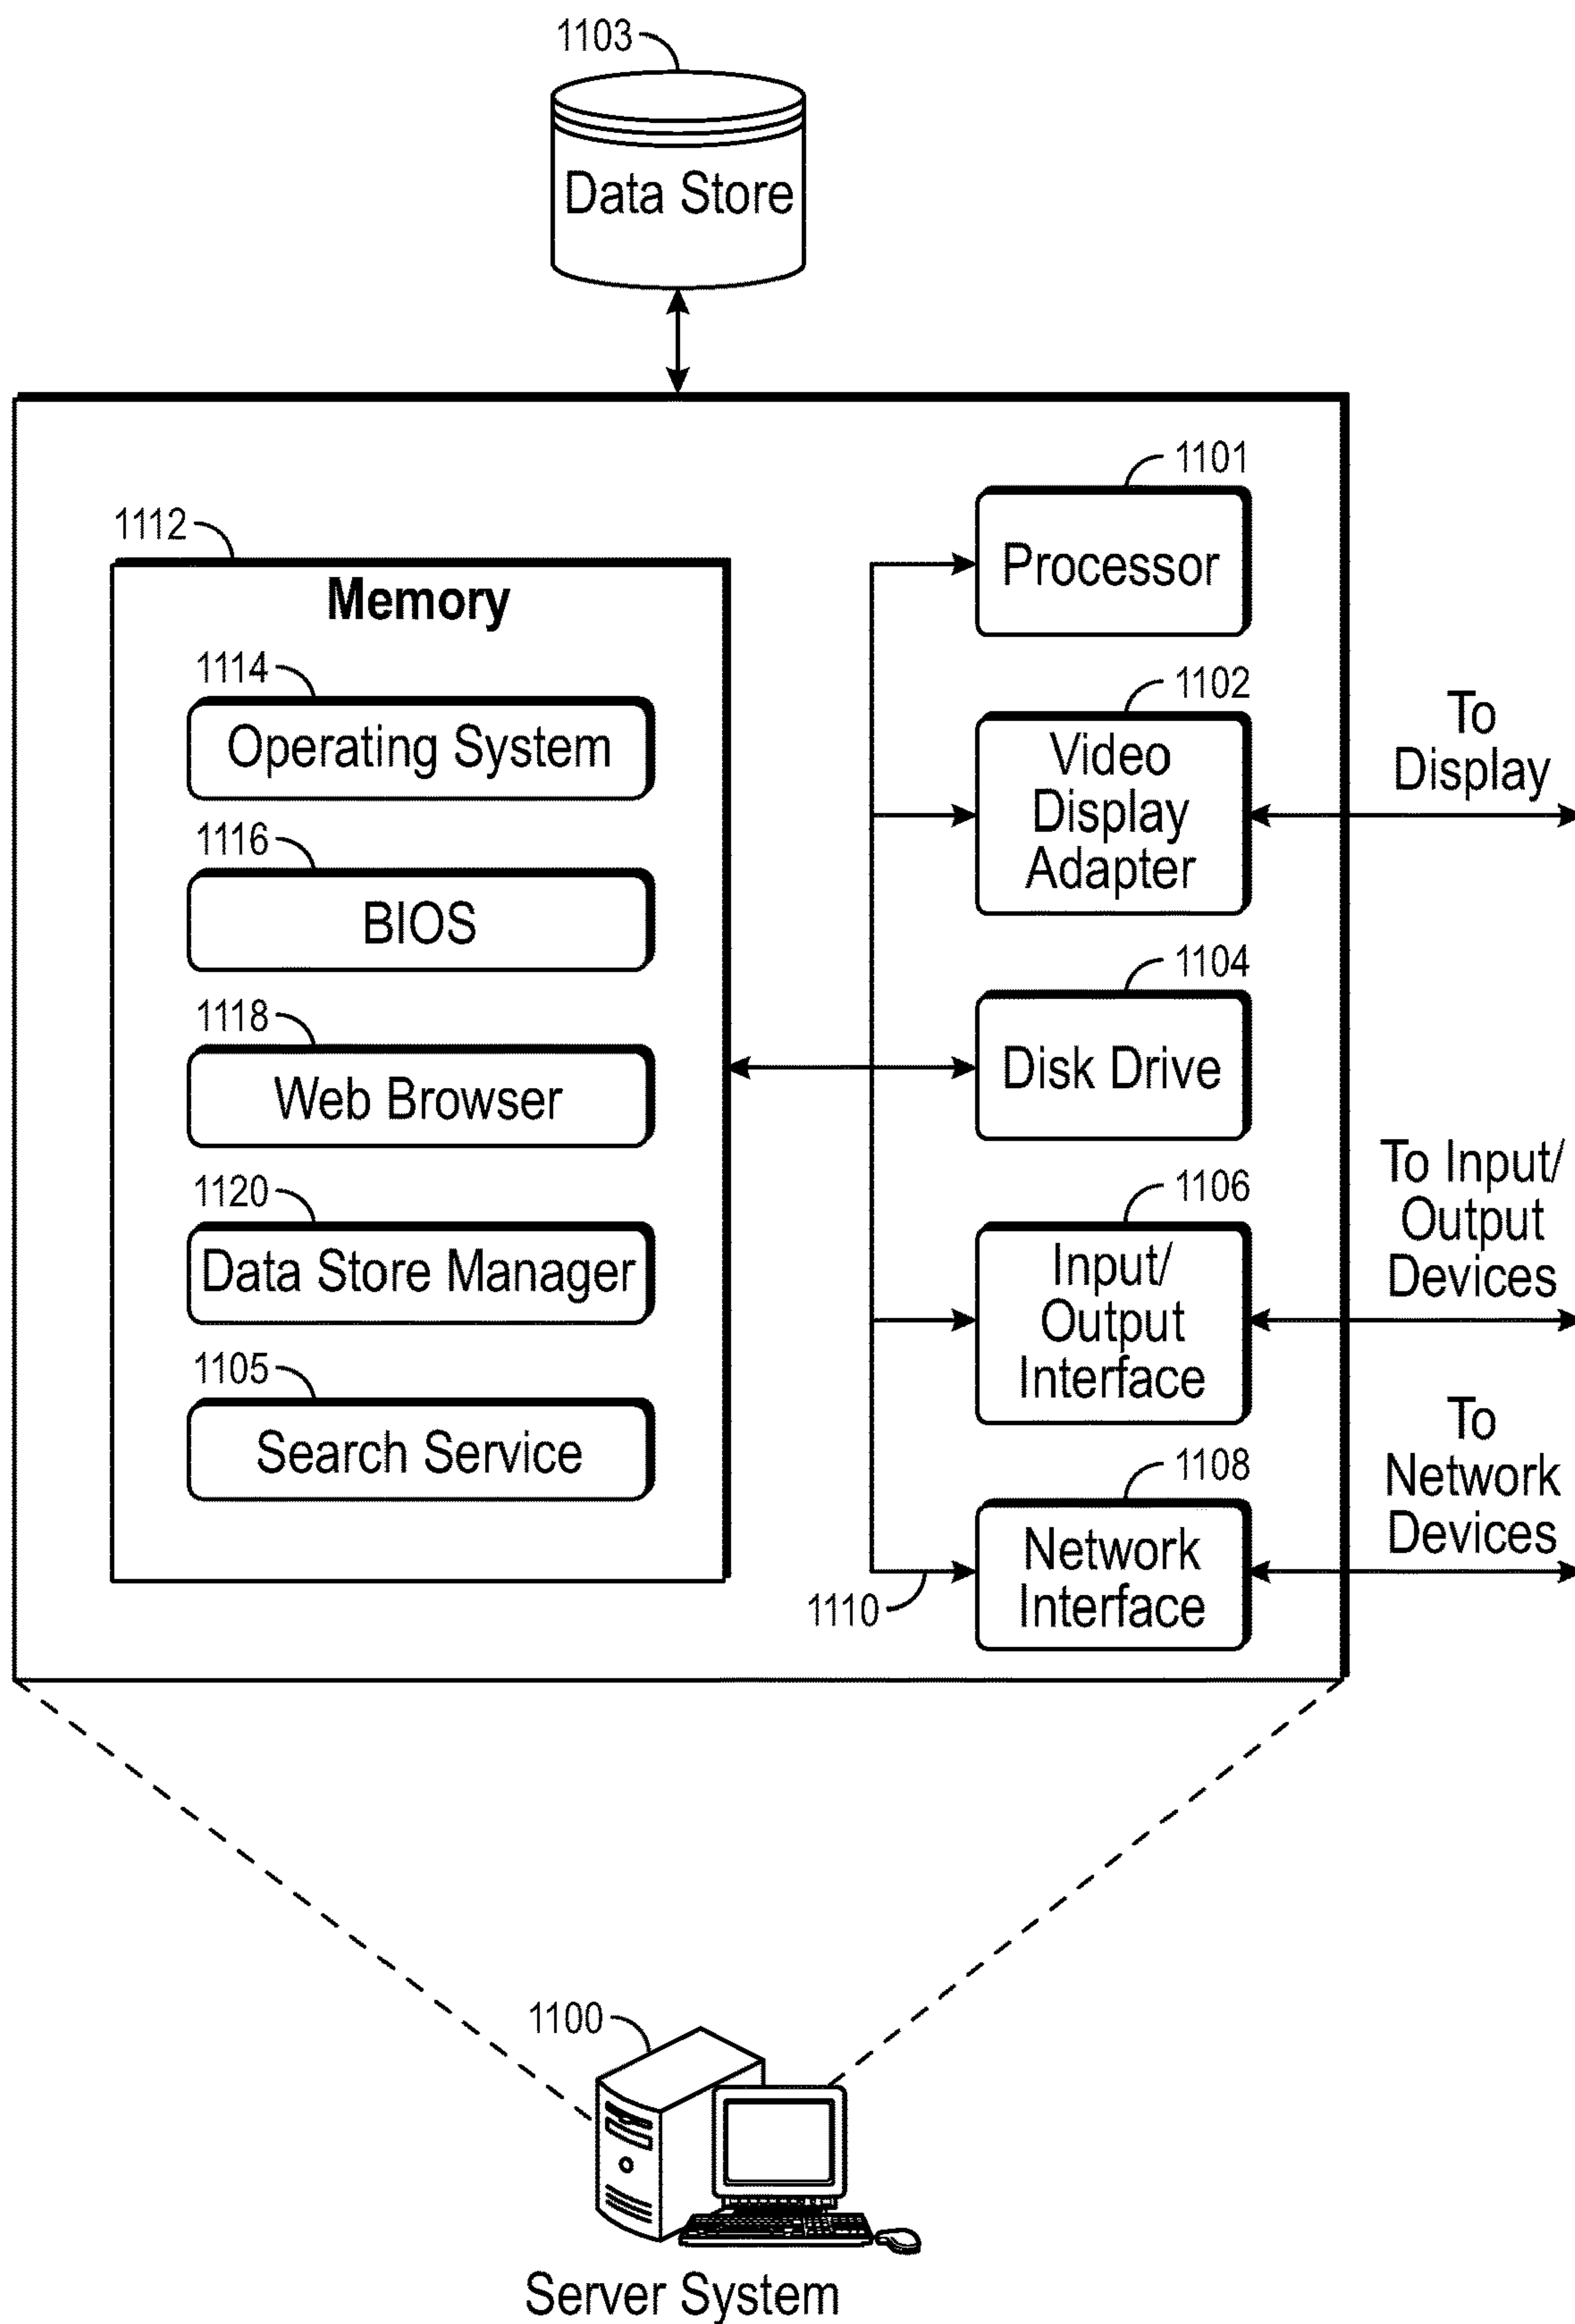 1103
Data Store
1101
Processor
1112
Memory
1114
Operating System
1116
BIOS
1118
Web Browser
1120
Data Store Manager
1105
Search Service
1102
Video
Display
Adapter
To
Display
1104
Disk Drive
1106
Input/
Output
Interface
To Input/
Output
Devices
1108
Network
Interface
To
Network
Devices
1110
1100
Server System